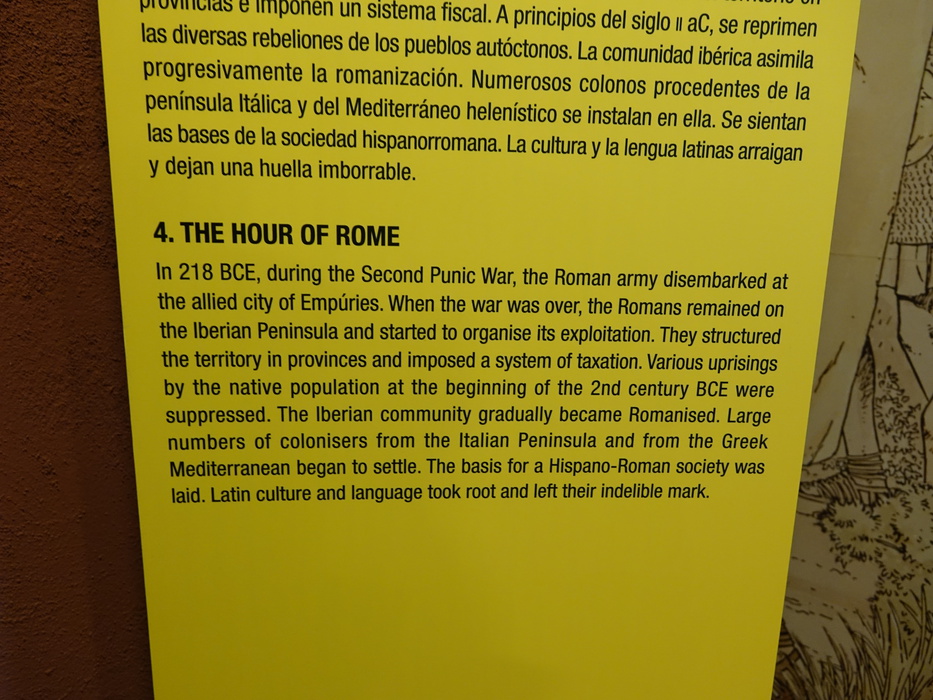 provincias e imponen un sistema fiscal. A principios del siglo II aC, se reprimen
las diversas rebeliones de los pueblos autóctonos. La comunidad ibérica asimila
progresivamente la romanización. Numerosos colonos procedentes de la
península Itálica y del Mediterráneo helenístico se instalan en ella. Se sientan
las bases de la sociedad hispanorromana. La cultura y la lengua latinas arraigan
y dejan una huella imborrable.
4. THE HOUR OF ROME
In 218 BCE, during the Second Punic War, the Roman army disembarked at
the allied city of Empúries. When the war was over, the Romans remained on
the Iberian Peninsula and started to organise its exploitation. They structured
the territory in provinces and imposed a system of taxation. Various uprisings
by the native population at the beginning of the 2nd century BCE were
suppressed. The Iberian community gradually became Romanised. Large
numbers of colonisers from the Italian Peninsula and from the Greek
Mediterranean began to settle. The basis for a Hispano-Roman society was
laid. Latin culture and language took root and left their indelible mark.